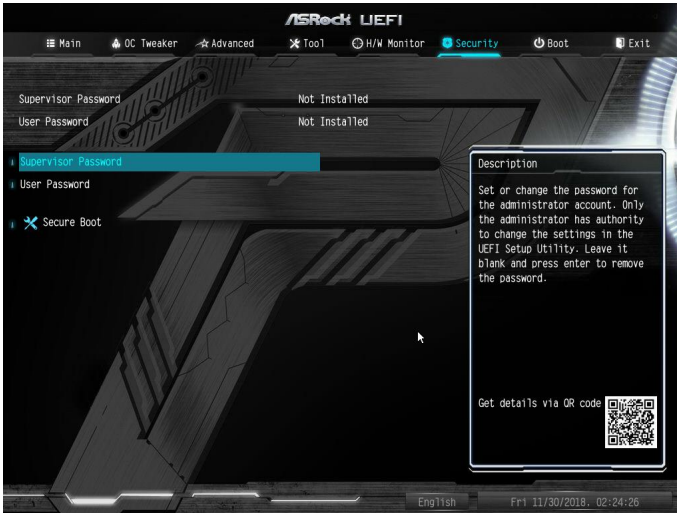 ASRock UEFI
Main OC Tweaker Advanced Tool H/W Monitor Security Boot Exit
Supervisor Password Not Installed
User Password Not Installed
Supervisor Password
User Password
Secure Boot
Description
Set or change the password for
the administrator account. Only
the administrator has authority
to change the settings in the
UEFI Setup Utility. Leave it
blank and press enter to remove
the password.
Get details via QR code
English Fri 11/30/2018. 02:24:26